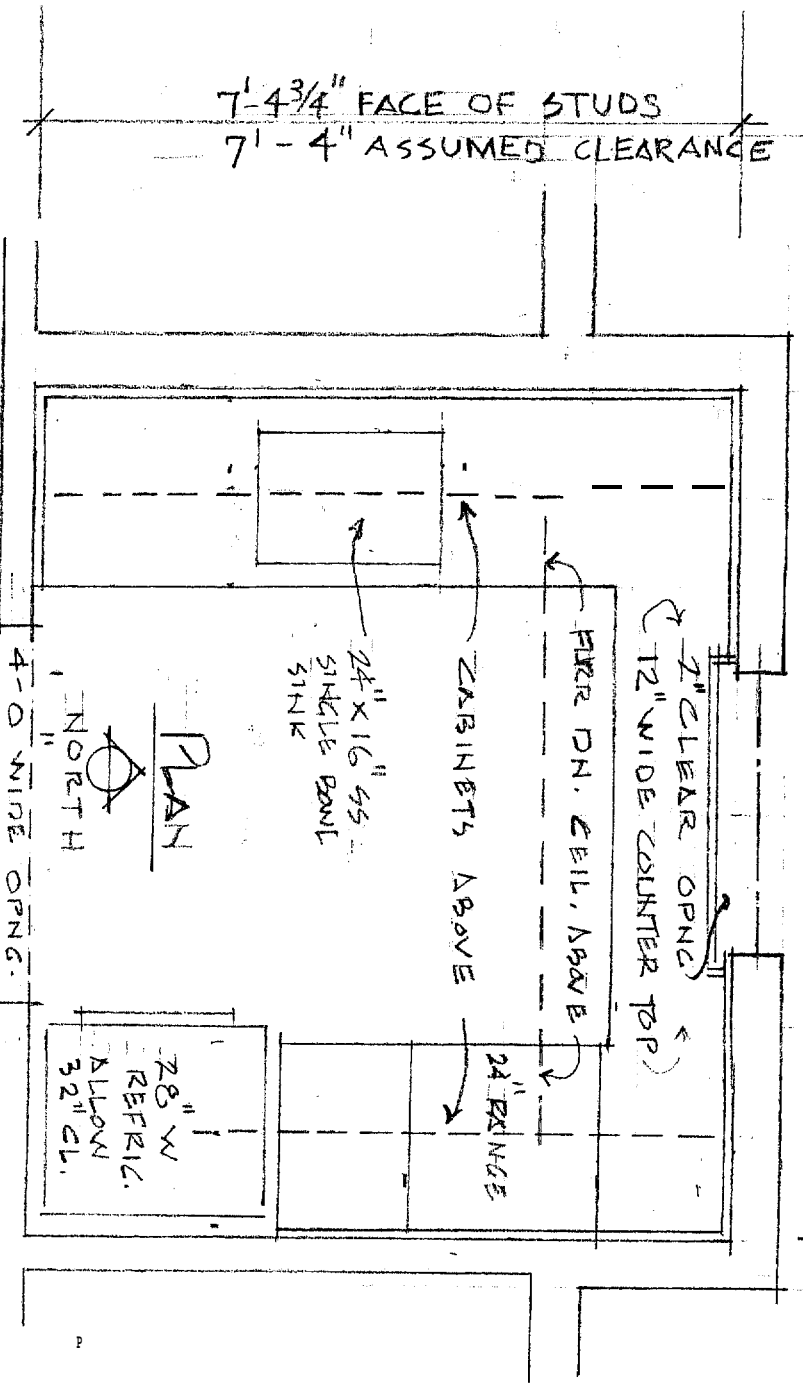 7'-4¾" FACE OF STUDS
7'-4" ASSUMED CLEARANCE
2" CLEAR OPNG
12" WIDE COUNTER TOP
FURR DN. CEIL. ABOVE
CABINETS ABOVE
24" X 16" SS
SINGLE BOWL
SINK
24" RANGE
28" W
REFRIG.
ALLOW
32" CL.
PLAN
NORTH
4'-0" WIDE OPNG.
P